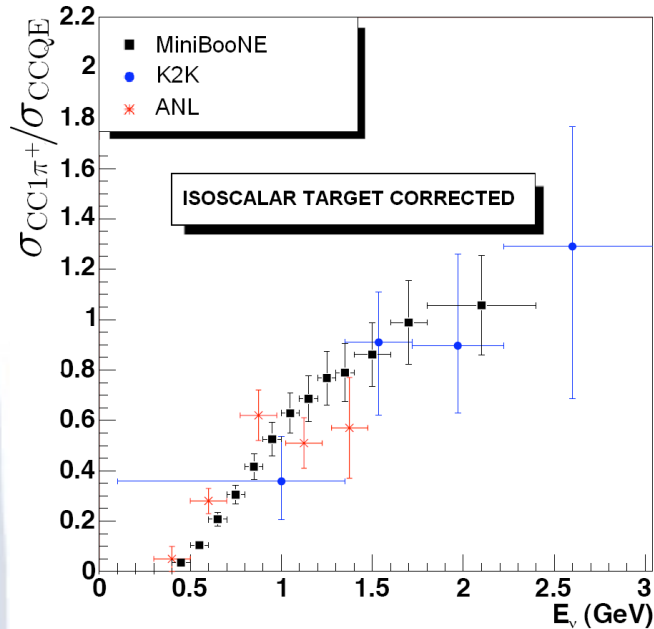 σCC1π+/σCCQE
2.2
2
1.8
1.6
1.4
1.2
1
0.8
0.6
0.4
0.2
0
MiniBooNE
K2K
ANL
ISOSCALAR TARGET CORRECTED
0 0.5 1 1.5 2 2.5 3
Eν (GeV)